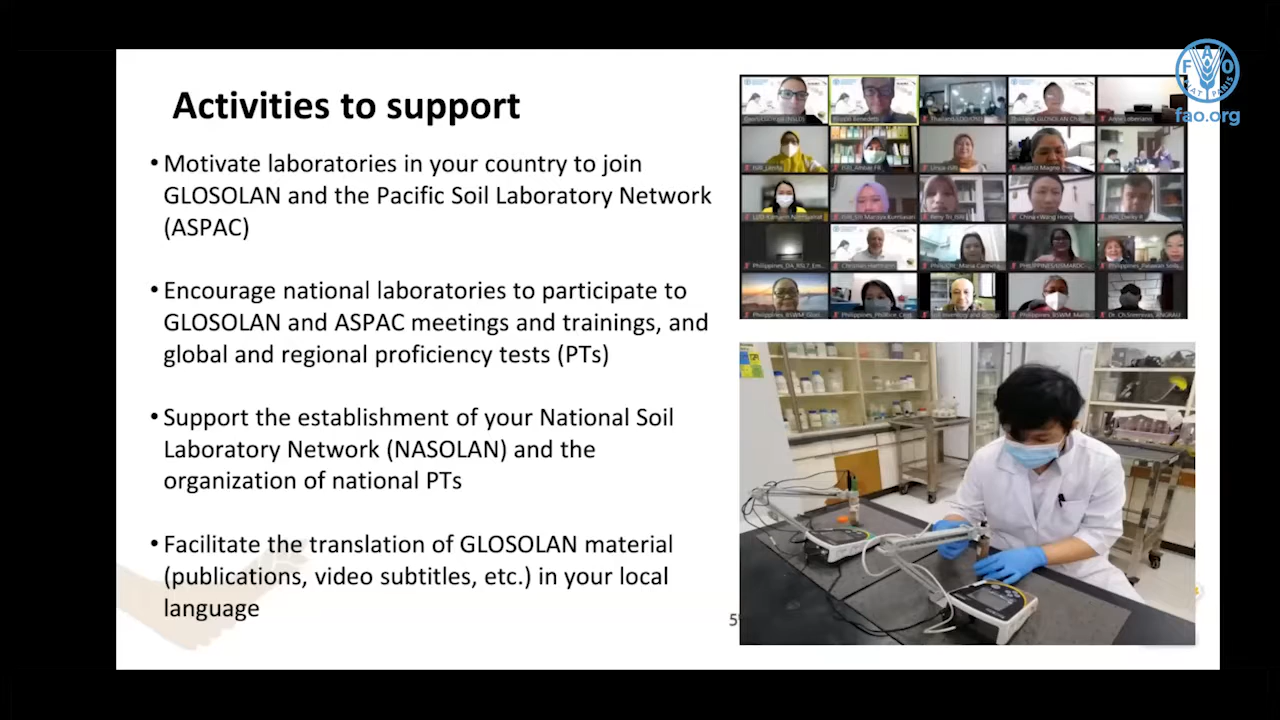 Activities to support
• Motivate laboratories in your country to join
GLOSOLAN and the Pacific Soil Laboratory Network
(ASPAC)
• Encourage national laboratories to participate to
GLOSOLAN and ASPAC meetings and trainings, and
global and regional proficiency tests (PTs)
• Support the establishment of your National Soil
Laboratory Network (NASOLAN) and the
organization of national PTs
• Facilitate the translation of GLOSOLAN material
(publications, video subtitles, etc.) in your local
language
F A O
FIAT PANIS
fao.org